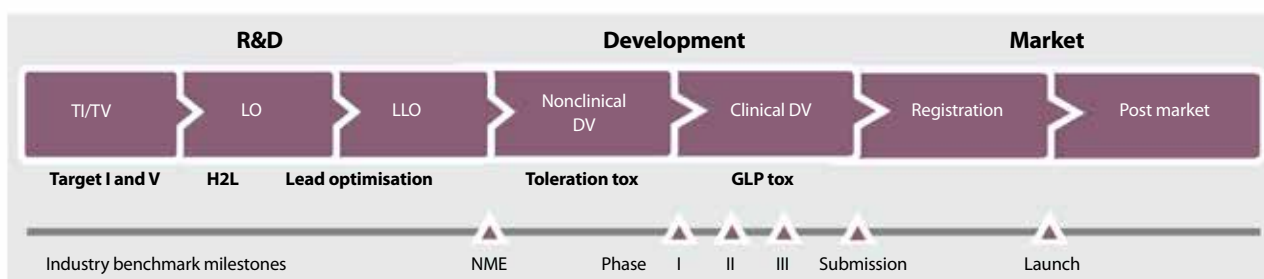 R&D Development Market
TI/TV LO LLO Nonclinical DV Clinical DV Registration Post market
Target I and V H2L Lead optimisation Toleration tox GLP tox
Industry benchmark milestones NME Phase I II III Submission Launch